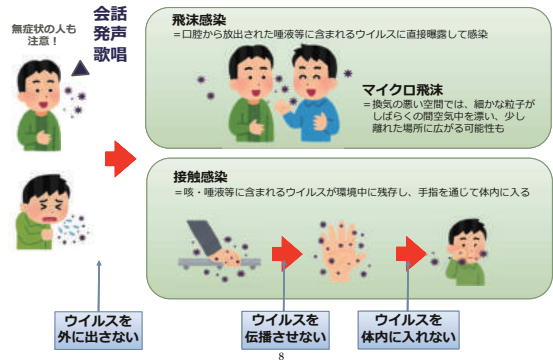 無症状の人も
注意！
会話
発声
歌唱
飛沫感染
＝口腔から放出された唾液等に含まれるウイルスに直接曝露して感染
マイクロ飛沫
＝換気の悪い空間では、細かな粒子が
しばらくの間空気中を漂い、少し
離れた場所に広がる可能性も
接触感染
＝咳・唾液等に含まれるウイルスが環境中に残存し、手指を通じて体内に入る
ウイルスを
外に出さない
ウイルスを
伝播させない
ウイルスを
体内に入れない
8